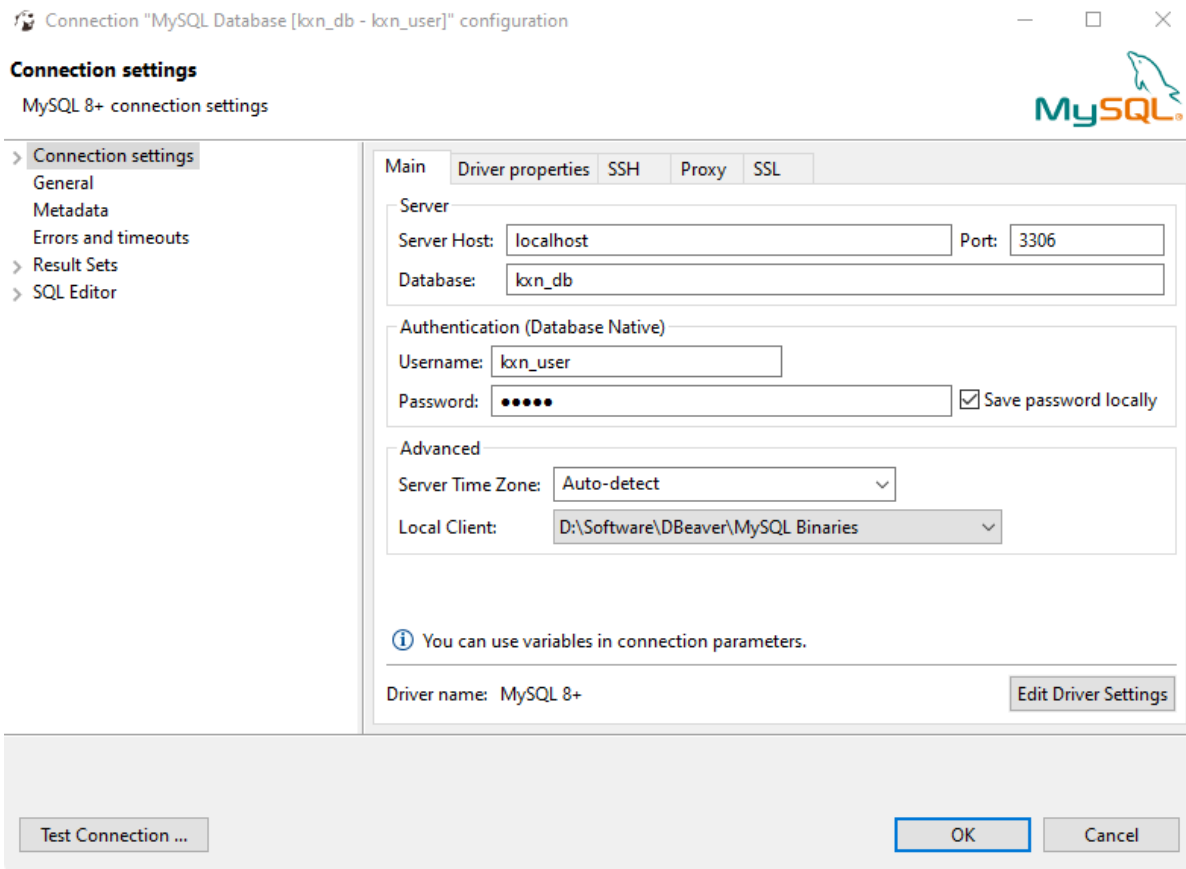 Connection "MySQL Database [kxn_db - kxn_user]" configuration
Connection settings
MySQL 8+ connection settings
MySQL®
Connection settings
General
Metadata
Errors and timeouts
Result Sets
SQL Editor
Main Driver properties SSH Proxy SSL
Server
Server Host: localhost Port: 3306
Database: kxn_db
Authentication (Database Native)
Username: kxn_user
Password: ●●●●● Save password locally
Advanced
Server Time Zone: Auto-detect
Local Client: D:\Software\DBeaver\MySQL Binaries
You can use variables in connection parameters.
Driver name: MySQL 8+ Edit Driver Settings
Test Connection ... OK Cancel